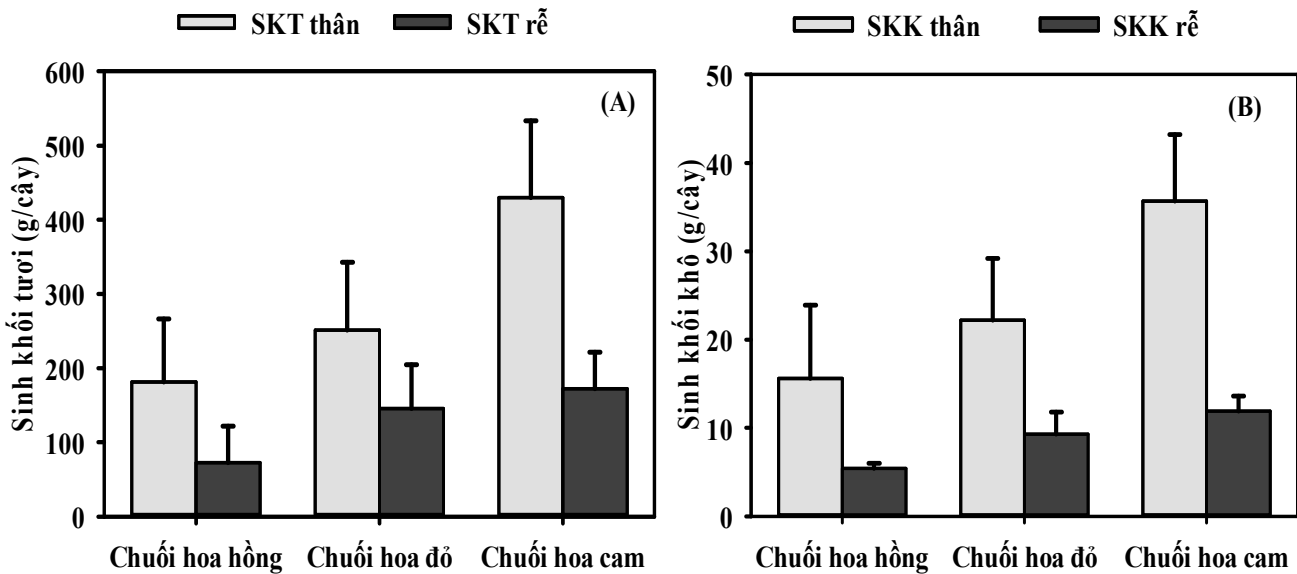 SKT thân
SKT rễ
600
500
400
300
200
100
0
Sinh khối tươi (g/cây)
(A)
Chuối hoa hồng
Chuối hoa đỏ
Chuối hoa cam
SKK thân
SKK rễ
50
40
30
20
10
0
Sinh khối khô (g/cây)
(B)
Chuối hoa hồng
Chuối hoa đỏ
Chuối hoa cam